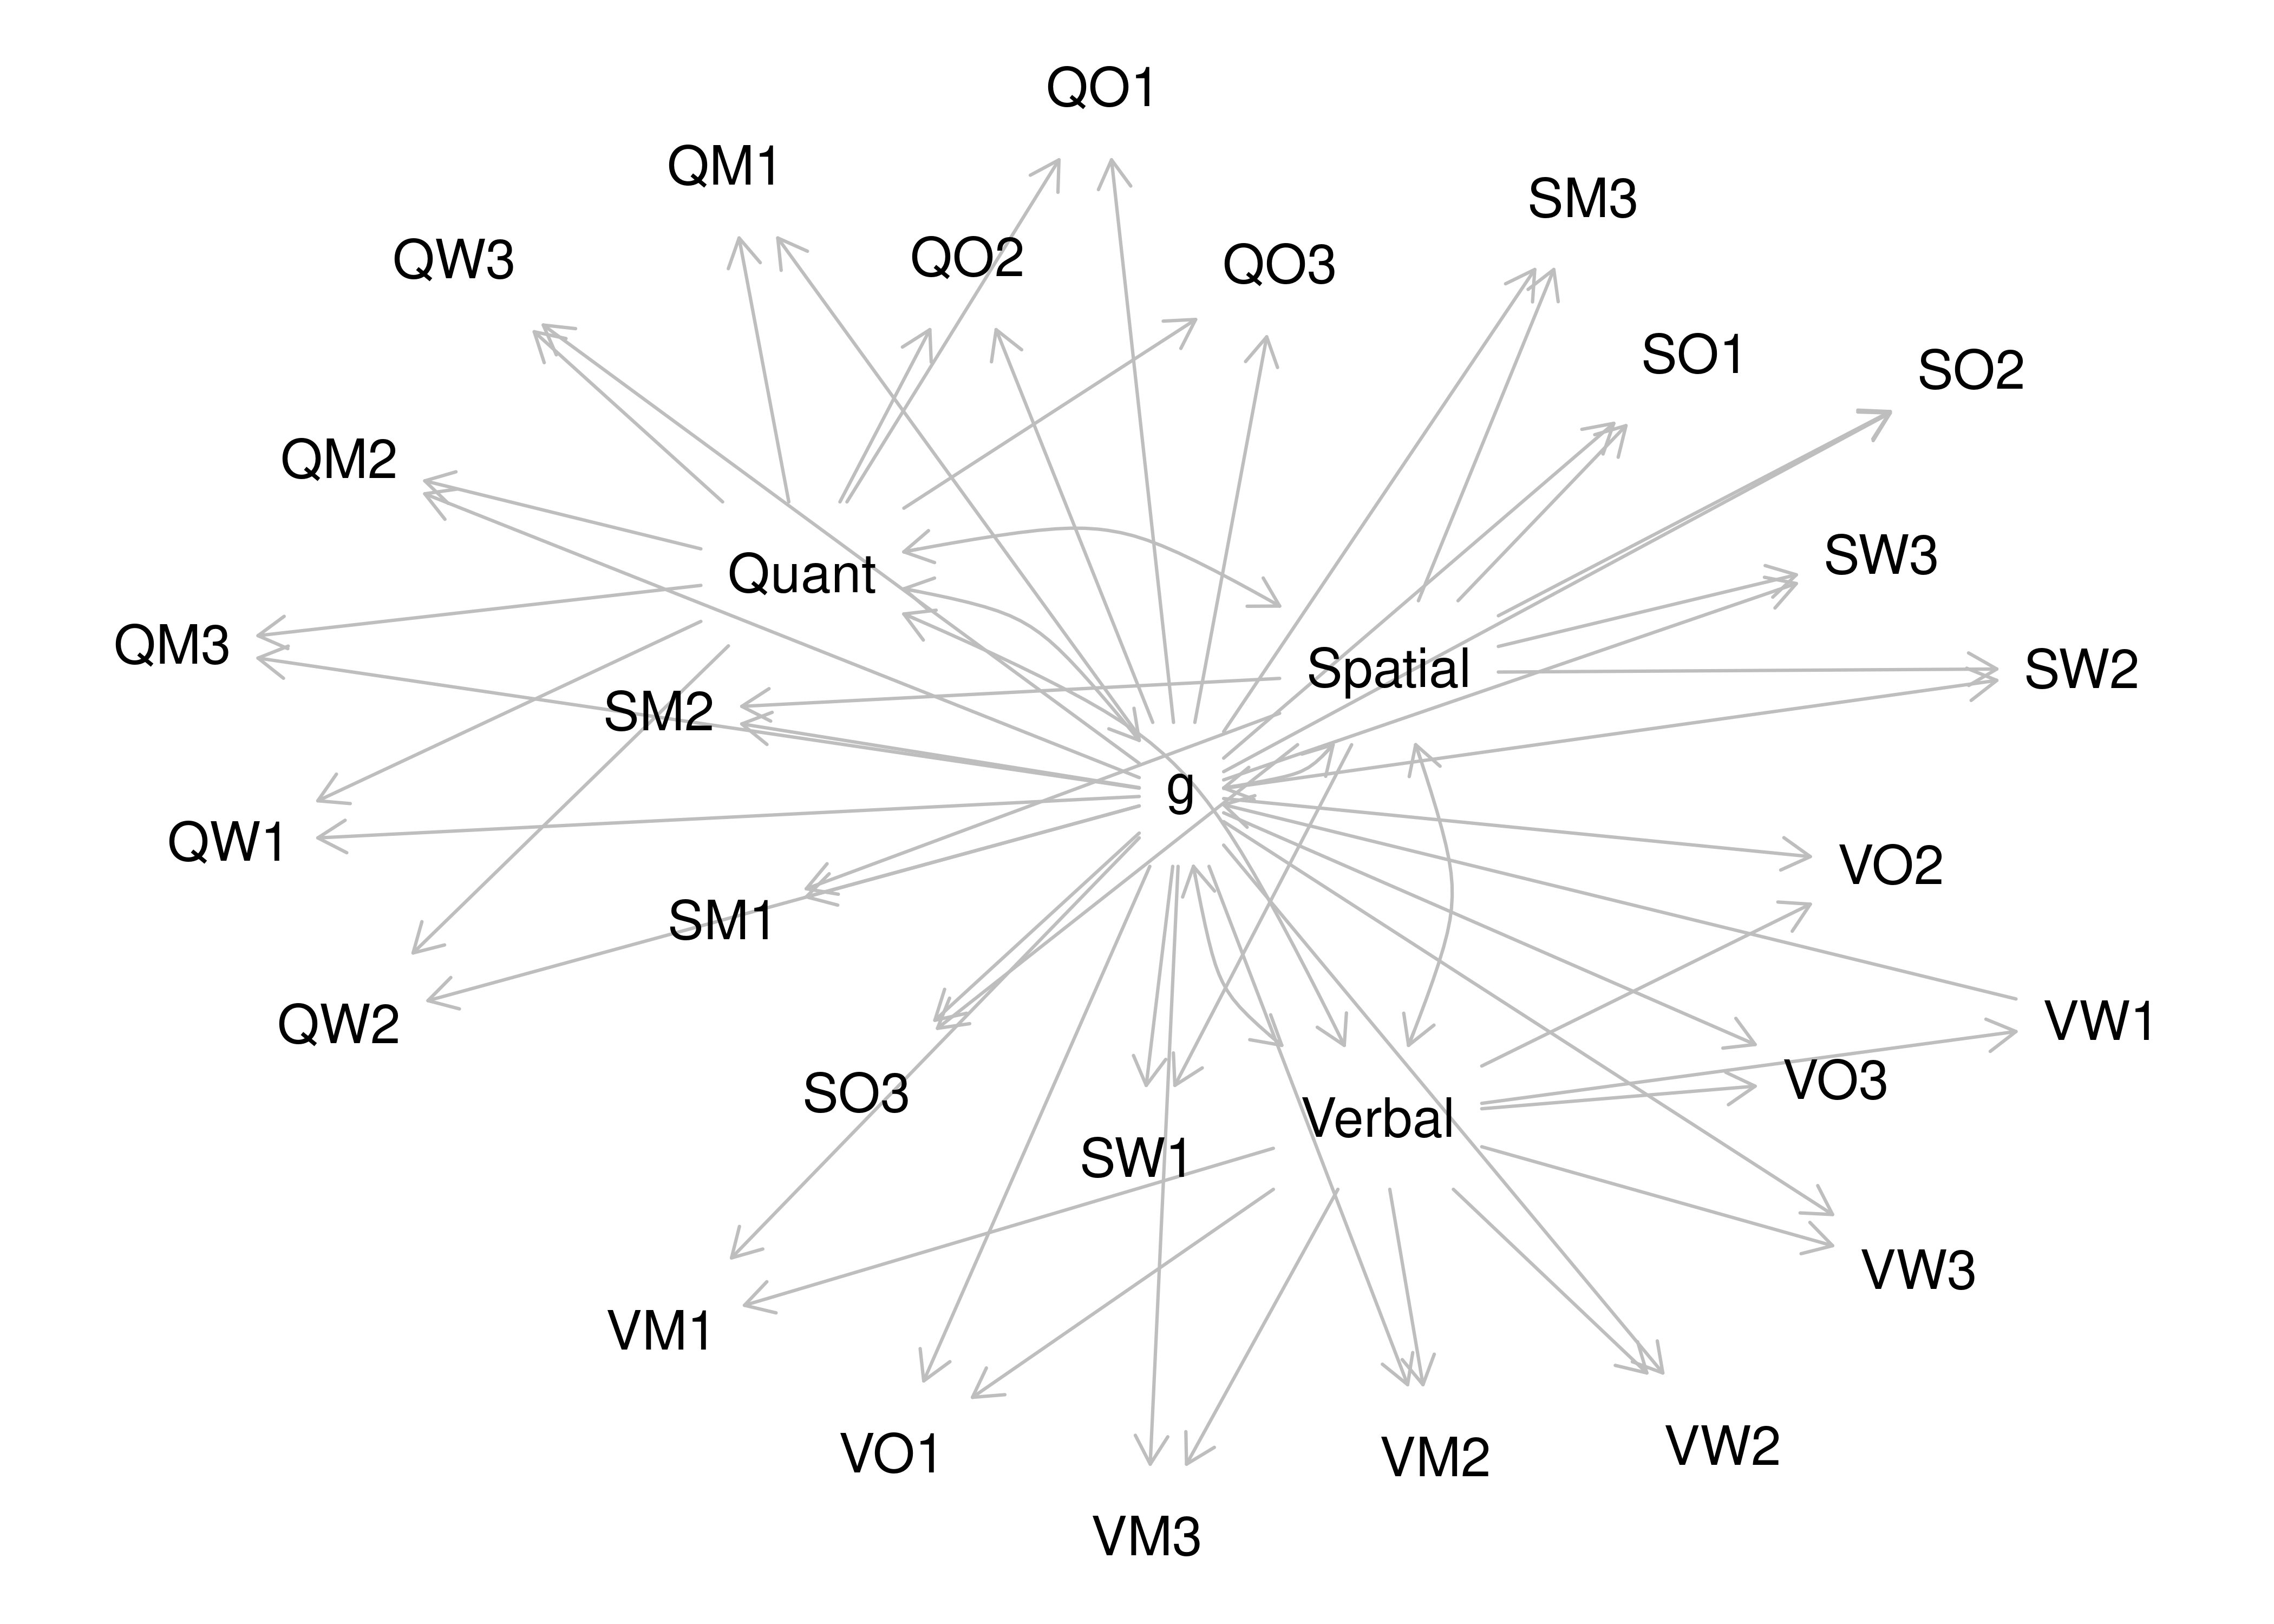 QO1
QM1
SM3
QW3
QO2
QO3
SO1
SO2
QM2
SW3
Quant
QM3
Spatial
SW2
SM2
g
QW1
VO2
SM1
QW2
VW1
SO3
VO3
Verbal
SW1
VW3
VM1
VO1
VM2
VW2
VM3